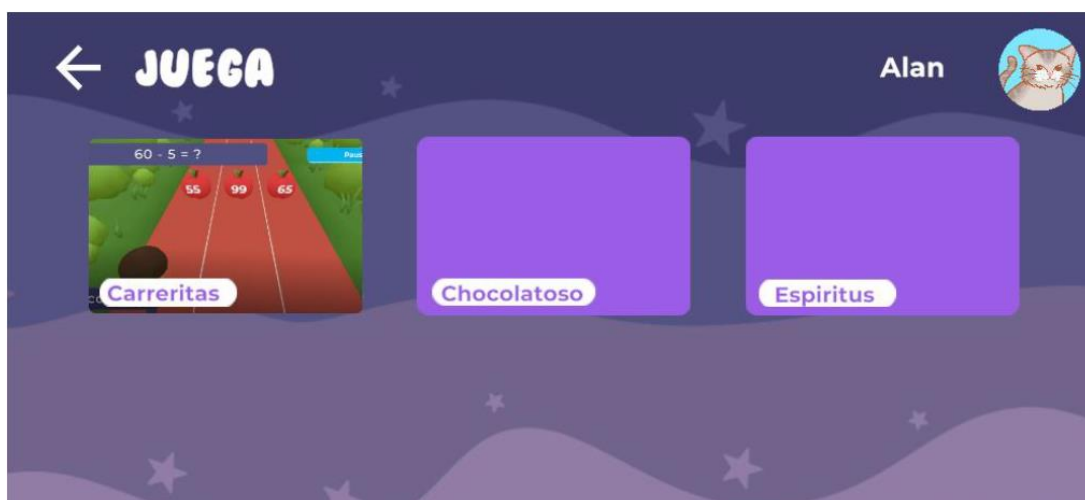 JUEGA
Alan
60 - 5 = ?
55 99 65
Carreritas
Chocolatoso
Espiritus